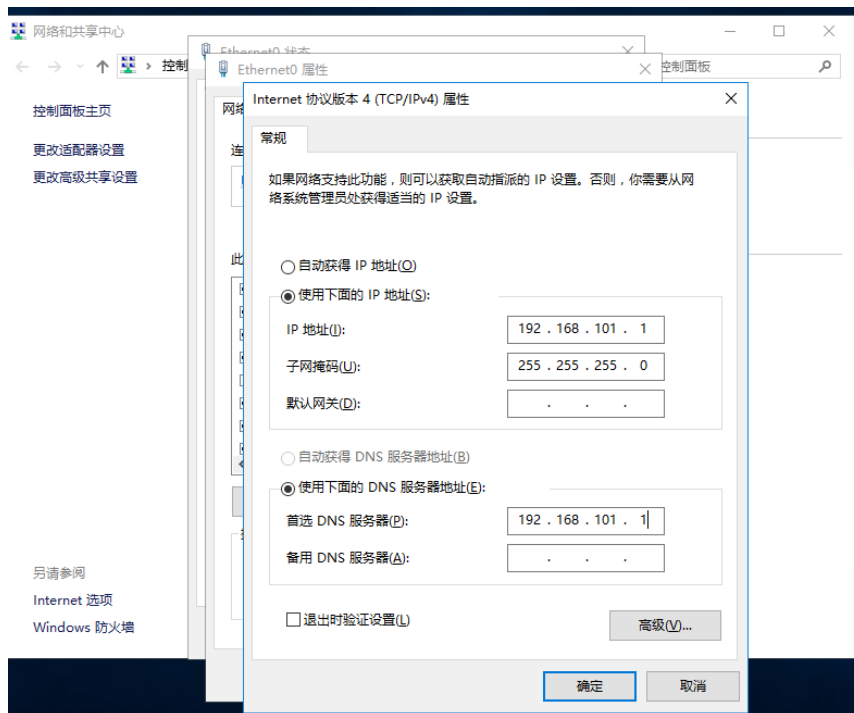 网络和共享中心
Ethernet0 状态
Ethernet0 属性
控制
控制面板
Internet 协议版本 4 (TCP/IPv4) 属性
控制面板主页
网络
常规
更改适配器设置
连
更改高级共享设置
如果网络支持此功能，则可以获取自动指派的 IP 设置。否则，你需要从网
络系统管理员处获得适当的 IP 设置。
此
自动获得 IP 地址(O)
使用下面的 IP 地址(S):
IP 地址(I):
192 . 168 . 101 . 1
子网掩码(U):
255 . 255 . 255 . 0
默认网关(D):
. . .
自动获得 DNS 服务器地址(B)
使用下面的 DNS 服务器地址(E):
首选 DNS 服务器(P):
192 . 168 . 101 . 1
备用 DNS 服务器(A):
. . .
另请参阅
Internet 选项
Windows 防火墙
退出时验证设置(L)
高级(V)...
确定
取消